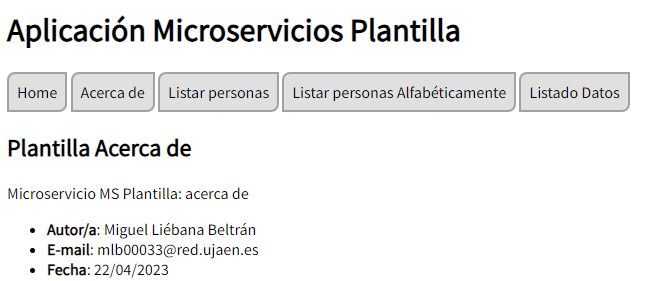 Aplicación Microservicios Plantilla
Home Acerca de Listar personas Listar personas Alfabéticamente Listado Datos
Plantilla Acerca de
Microservicio MS Plantilla: acerca de
• Autor/a: Miguel Liébana Beltrán
• E-mail: mlb00033@red.ujaen.es
• Fecha: 22/04/2023